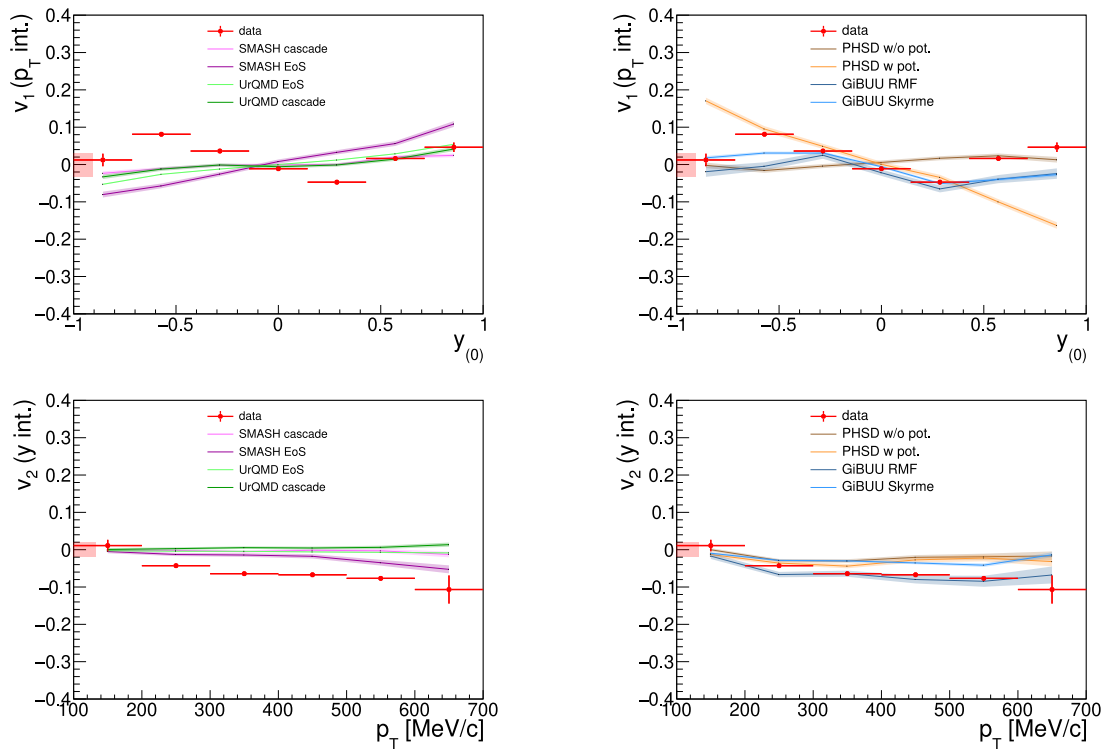 v1 (pT int.)
0.4
0.3
0.2
0.1
0
−0.1
−0.2
−0.3
−0.4
data
SMASH cascade
SMASH EoS
UrQMD EoS
UrQMD cascade
−1
−0.5
0
0.5
1
y(0)
v1 (pT int.)
0.4
0.3
0.2
0.1
0
−0.1
−0.2
−0.3
−0.4
data
PHSD w/o pot.
PHSD w pot.
GiBUU RMF
GiBUU Skyrme
−1
−0.5
0
0.5
1
y(0)
v2 (y int.)
0.4
0.3
0.2
0.1
0
−0.1
−0.2
−0.3
−0.4
data
SMASH cascade
SMASH EoS
UrQMD EoS
UrQMD cascade
100 200 300 400 500 600 700
pT [MeV/c]
v2 (y int.)
0.4
0.3
0.2
0.1
0
−0.1
−0.2
−0.3
−0.4
data
PHSD w/o pot.
PHSD w pot.
GiBUU RMF
GiBUU Skyrme
100 200 300 400 500 600 700
pT [MeV/c]